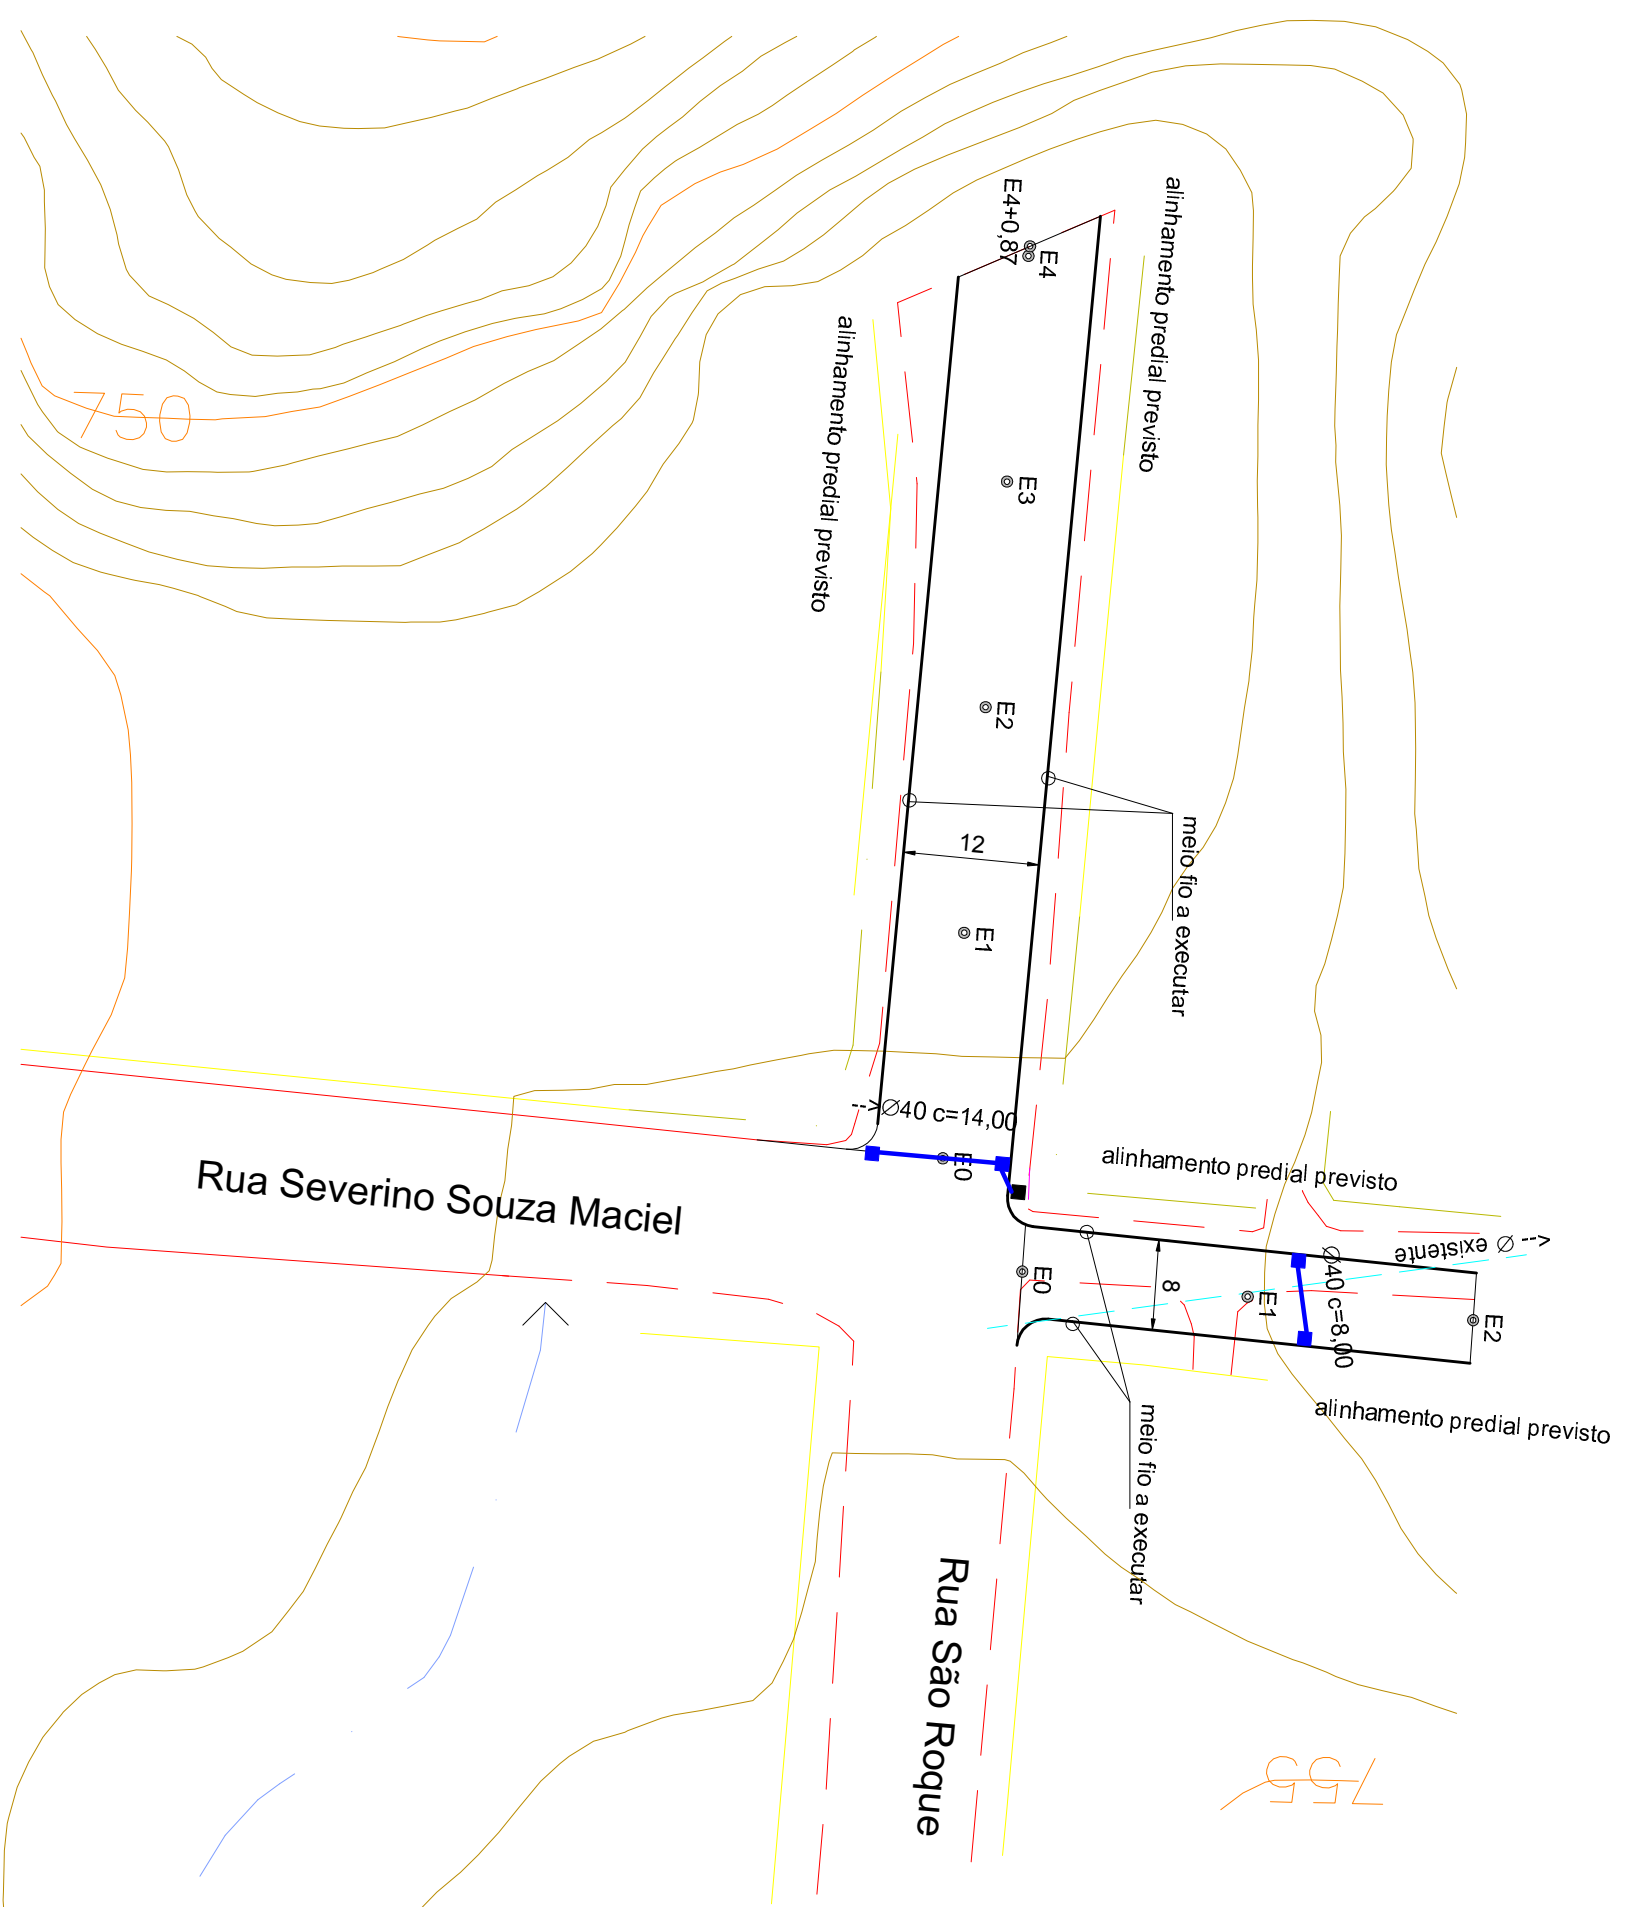 E4+0,87
E4
alinhamento predial previsto
alinhamento predial previsto
750
E3
E2
12
meio fio a executar
E1
--> Ø40 c=14,00
E0
Rua Severino Souza Maciel
alinhamento predial previsto
--> Ø existente
E0
8
E1
Ø40 c=8,00
E2
alinhamento predial previsto
meio fio a executar
Rua São Roque
755